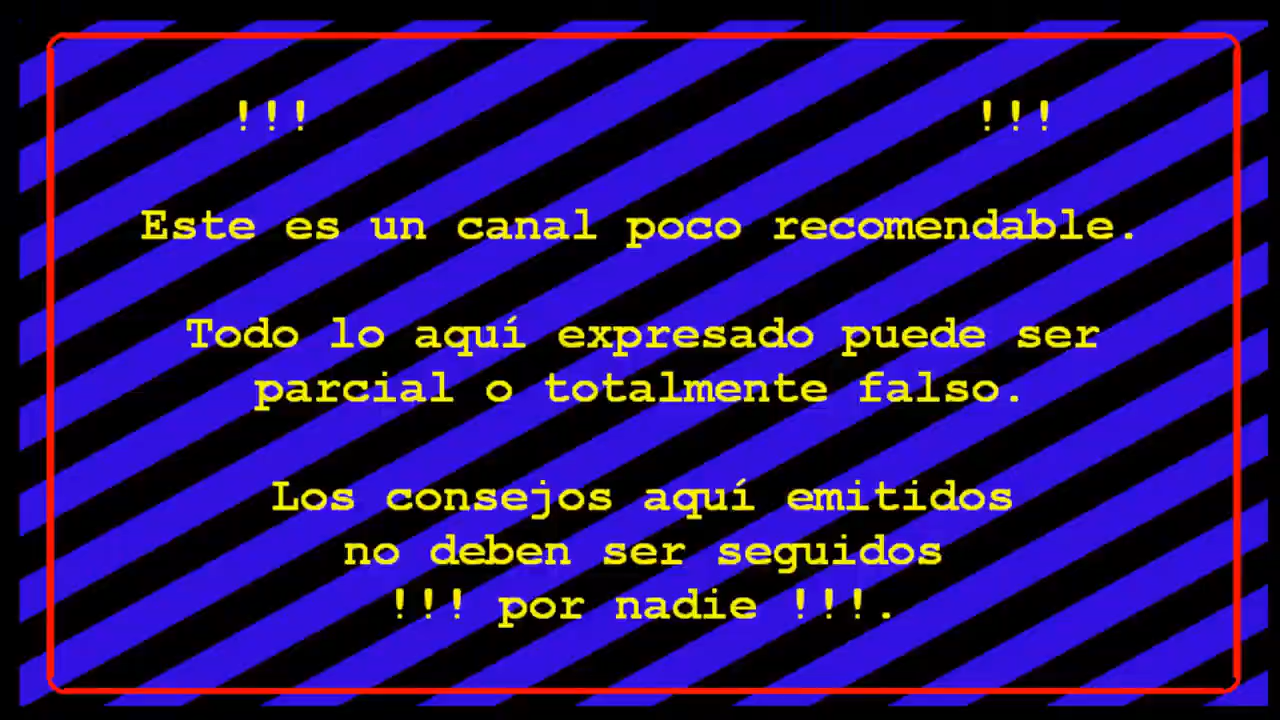 !!! !!!
Este es un canal poco recomendable.
Todo lo aquí expresado puede ser
parcial o totalmente falso.
Los consejos aquí emitidos
no deben ser seguidos
!!! por nadie !!!.